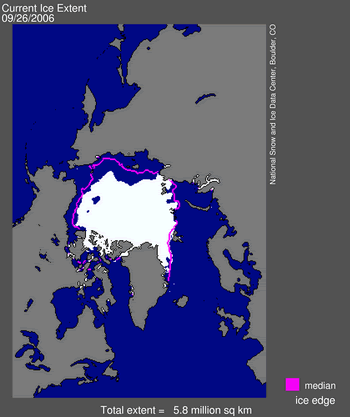 Current Ice Extent
09/26/2006
National Snow and Ice Data Center, Boulder, CO
median
ice edge
Total extent = 5.8 million sq km